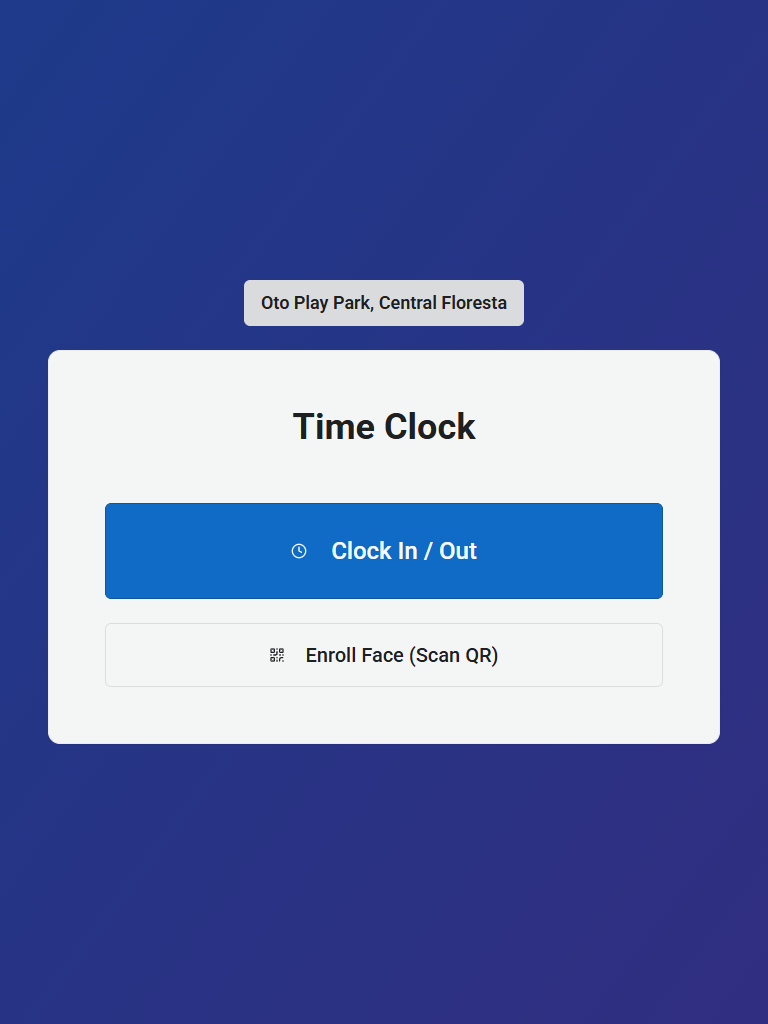 Oto Play Park, Central Floresta
Time Clock
Clock In / Out
Enroll Face (Scan QR)